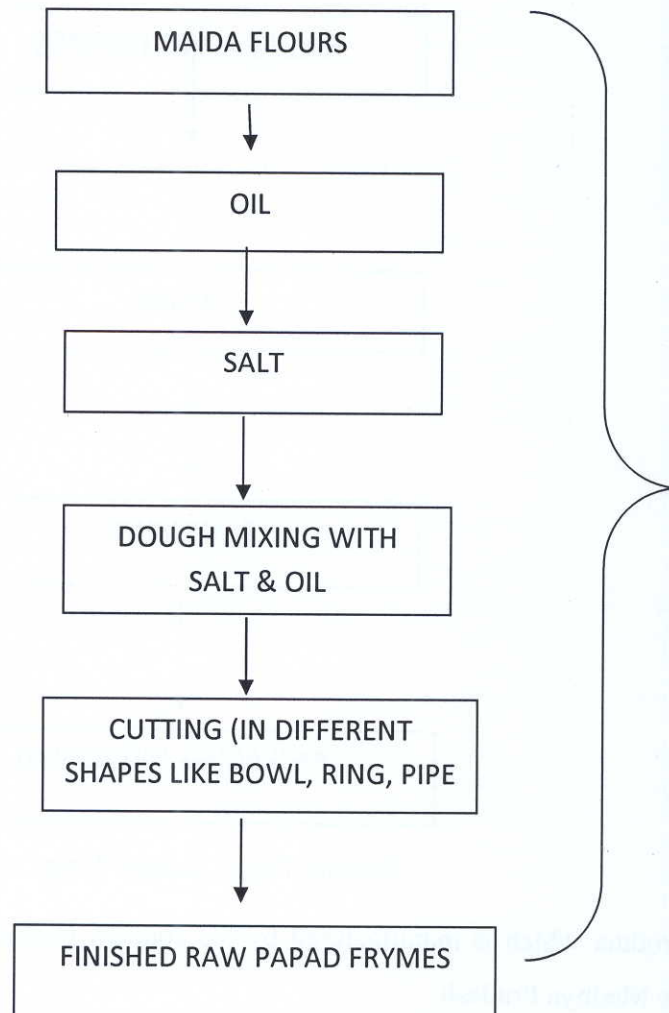 MAIDA FLOURS
OIL
SALT
DOUGH MIXING WITH
SALT & OIL
CUTTING (IN DIFFERENT
SHAPES LIKE BOWL, RING, PIPE
FINISHED RAW PAPAD FRYMES